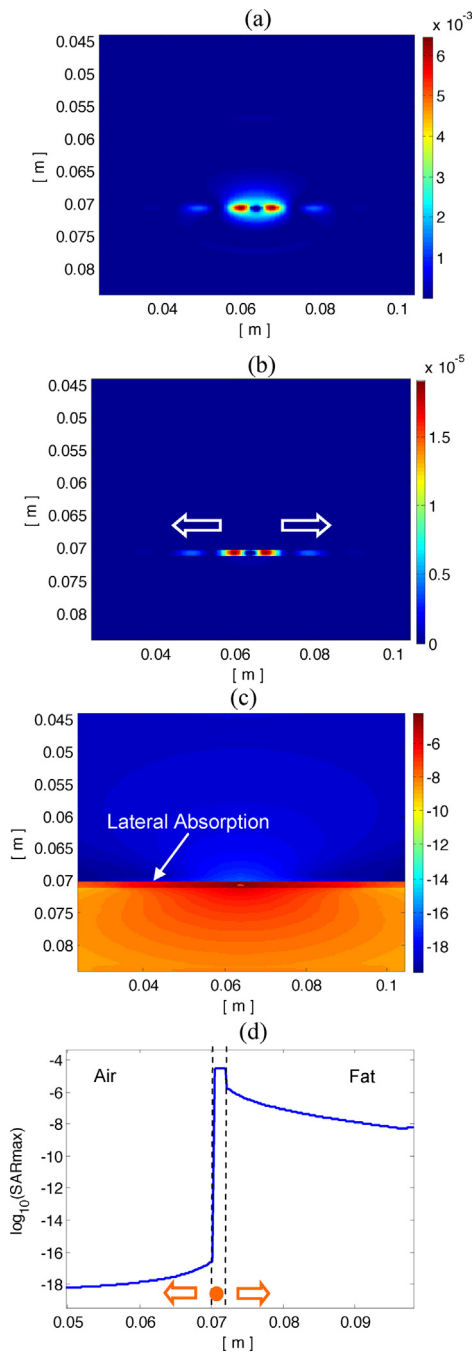 (a)
x 10⁻³
0.045
0.05
0.055
0.06
0.065
0.07
0.075
0.08
[ m ]
6
5
4
3
2
1
0.04 0.06 0.08 0.1
[ m ]
(b)
x 10⁻⁵
0.045
0.05
0.055
0.06
0.065
0.07
0.075
0.08
[ m ]
1.5
1
0.5
0
0.04 0.06 0.08 0.1
[ m ]
(c)
0.045
0.05
0.055
0.06
0.065
0.07
0.075
0.08
[ m ]
Lateral Absorption
-6
-8
-10
-12
-14
-16
-18
0.04 0.06 0.08 0.1
[ m ]
(d)
-4
-6
-8
-10
-12
-14
-16
-18
log₁₀(SARmax)
Air Fat
0.05 0.06 0.07 0.08 0.09
[ m ]